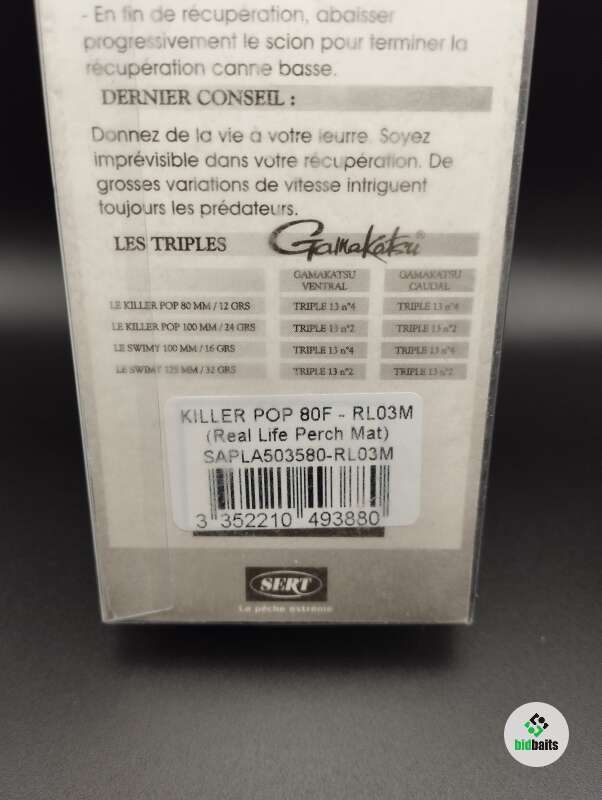 - En fin de récupération, abaisser
progressivement le scion pour terminer la
récupération canne basse.
DERNIER CONSEIL :
Donnez de la vie à votre leurre. Soyez
imprévisible dans votre récupération. De
grosses variations de vitesse intriguent
toujours les prédateurs.
LES TRIPLES Gamakatsu®
GAMAKATSU VENTRAL GAMAKATSU CAUDAL
LE KILLER POP 80 MM / 12 GRS TRIPLE 13 n°4 TRIPLE 13 n°4
LE KILLER POP 100 MM / 24 GRS TRIPLE 13 n°2 TRIPLE 13 n°2
LE SWIMY 100 MM / 16 GRS TRIPLE 13 n°4 TRIPLE 13 n°4
LE SWIMY 125 MM / 32 GRS TRIPLE 13 n°2 TRIPLE 13 n°2
KILLER POP 80F - RL03M
(Real Life Perch Mat)
SAPLA503580-RL03M
3 352210 493880
SERT
La pêche extrême
bidbaits